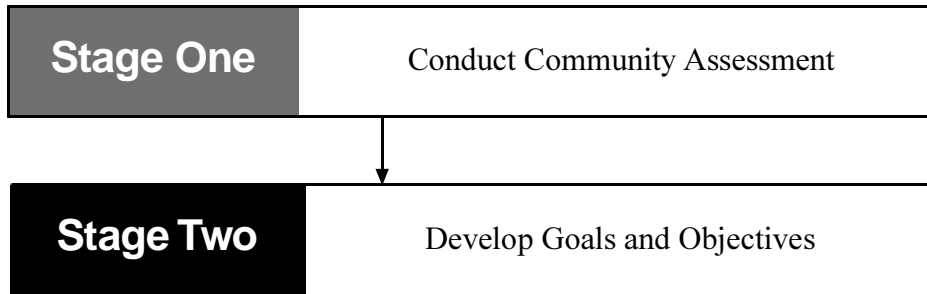 Stage One
Conduct Community Assessment
Stage Two
Develop Goals and Objectives